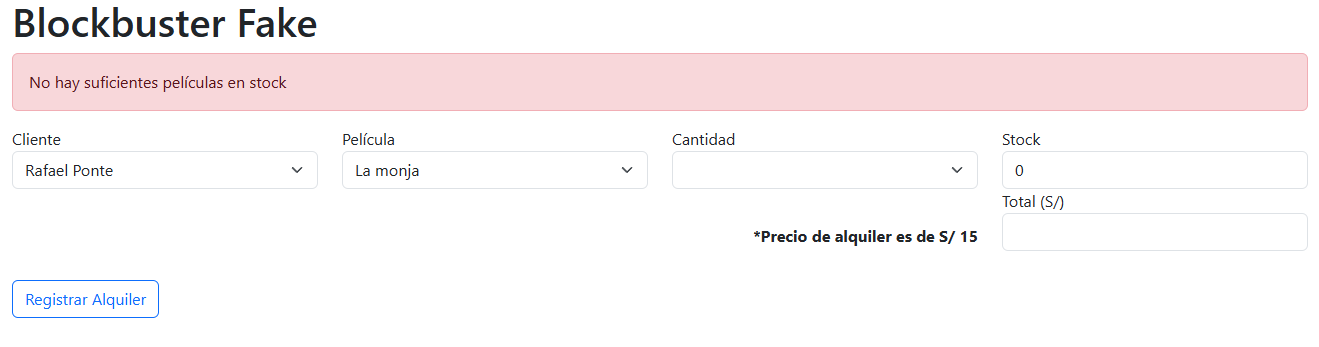 Blockbuster Fake
No hay suficientes películas en stock
Cliente
Película
Cantidad
Stock
Rafael Ponte
La monja
0
Total (S/)
*Precio de alquiler es de S/ 15
Registrar Alquiler